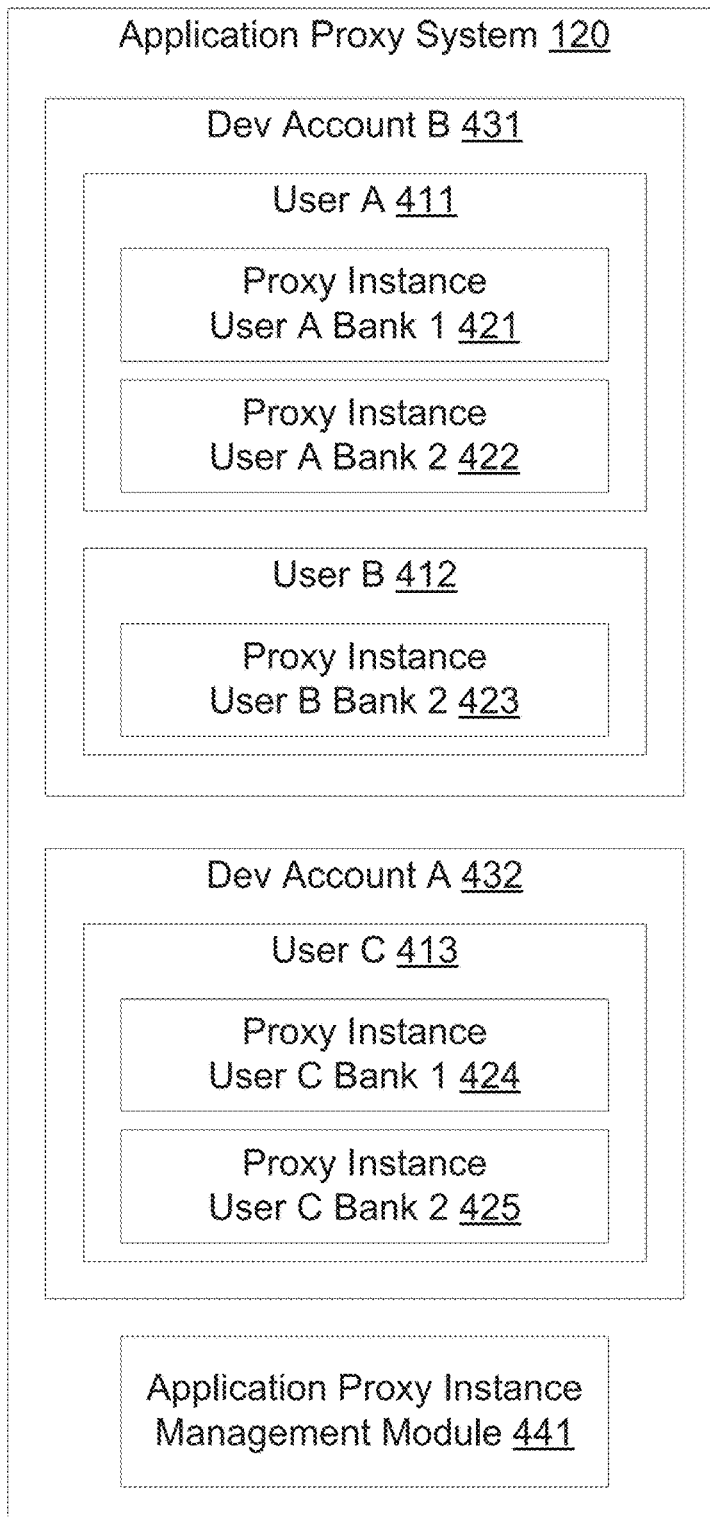 Application Proxy System 120
Dev Account B 431
User A 411
Proxy Instance
User A Bank 1 421
Proxy Instance
User A Bank 2 422
User B 412
Proxy Instance
User B Bank 2 423
Dev Account A 432
User C 413
Proxy Instance
User C Bank 1 424
Proxy Instance
User C Bank 2 425
Application Proxy Instance
Management Module 441